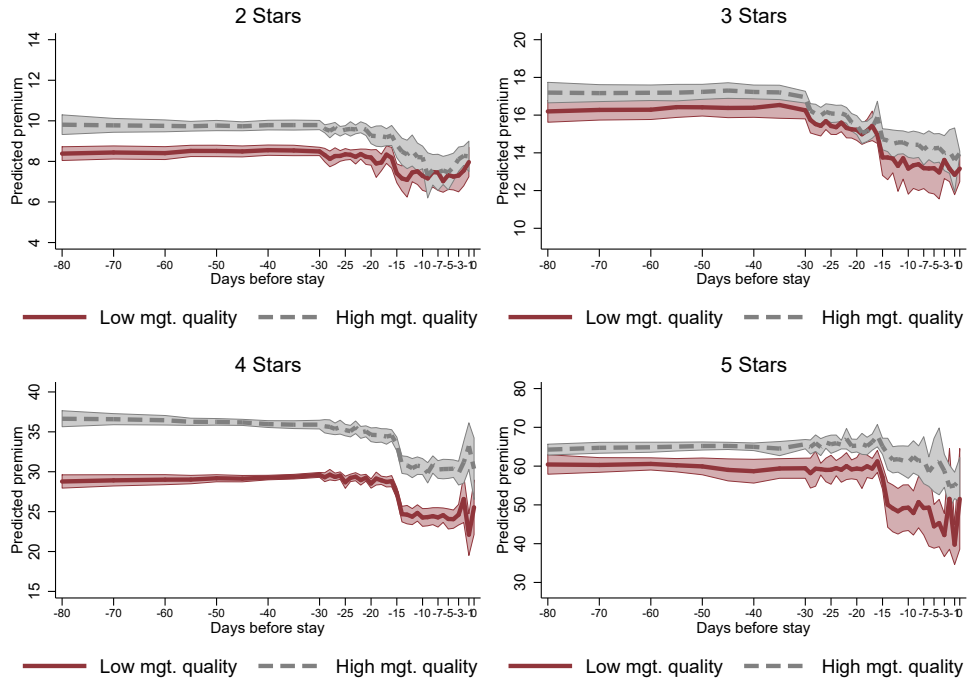 2 Stars
Predicted premium
14
12
10
8
6
4
-80 -70 -60 -50 -40 -30 -25 -20 -15 -10 -7 -5 -3 -1 0
Days before stay
Low mgt. quality High mgt. quality
3 Stars
Predicted premium
20
18
16
14
12
10
-80 -70 -60 -50 -40 -30 -25 -20 -15 -10 -7 -5 -3 -1 0
Days before stay
Low mgt. quality High mgt. quality
4 Stars
Predicted premium
40
35
30
25
20
15
-80 -70 -60 -50 -40 -30 -25 -20 -15 -10 -7 -5 -3 -1 0
Days before stay
Low mgt. quality High mgt. quality
5 Stars
Predicted premium
80
70
60
50
40
30
-80 -70 -60 -50 -40 -30 -25 -20 -15 -10 -7 -5 -3 -1 0
Days before stay
Low mgt. quality High mgt. quality